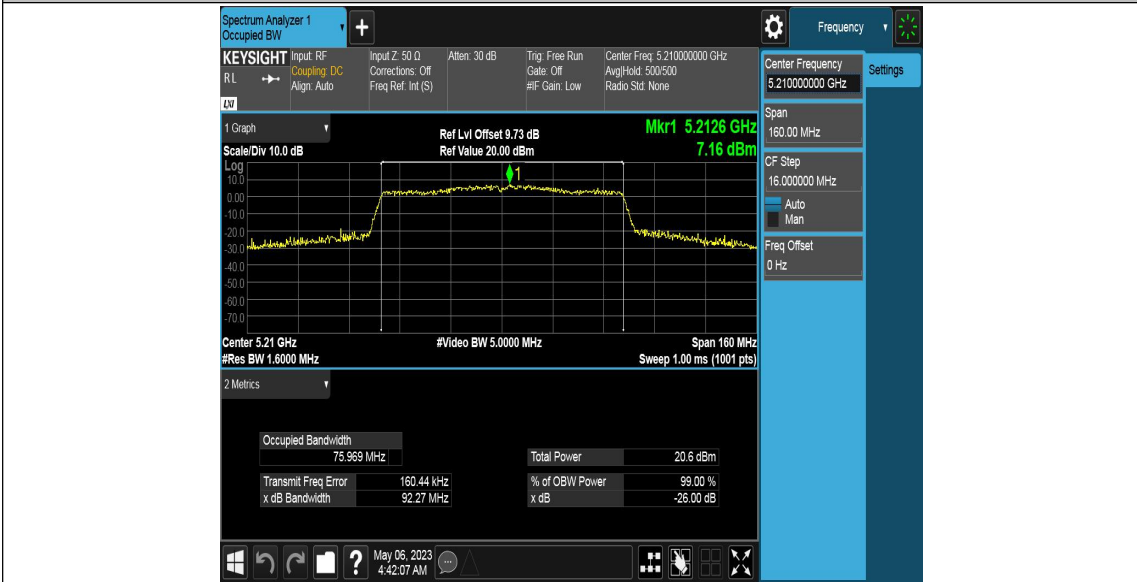 Spectrum Analyzer 1
Occupied BW
+
Frequency
KEYSIGHT
RL
LXI
Input: RF
Coupling: DC
Align: Auto
Input Z: 50 Ω
Corrections: Off
Freq Ref: Int (S)
Atten: 30 dB
Trig: Free Run
Gate: Off
#IF Gain: Low
Center Freq: 5.210000000 GHz
Avg|Hold: 500/500
Radio Std: None
Center Frequency
5.210000000 GHz
Settings
Span
160.00 MHz
CF Step
16.000000 MHz
Auto
Man
Freq Offset
0 Hz
1 Graph
Scale/Div 10.0 dB
Ref Lvl Offset 9.73 dB
Ref Value 20.00 dBm
Mkr1 5.2126 GHz
7.16 dBm
Log
10.0
0.00
-10.0
-20.0
-30.0
-40.0
-50.0
-60.0
-70.0
1
Center 5.21 GHz
#Video BW 5.0000 MHz
Span 160 MHz
#Res BW 1.6000 MHz
Sweep 1.00 ms (1001 pts)
2 Metrics
Occupied Bandwidth
75.969 MHz
Total Power 20.6 dBm
Transmit Freq Error 160.44 kHz
% of OBW Power 99.00 %
x dB Bandwidth 92.27 MHz
x dB -26.00 dB
?
May 06, 2023
4:42:07 AM